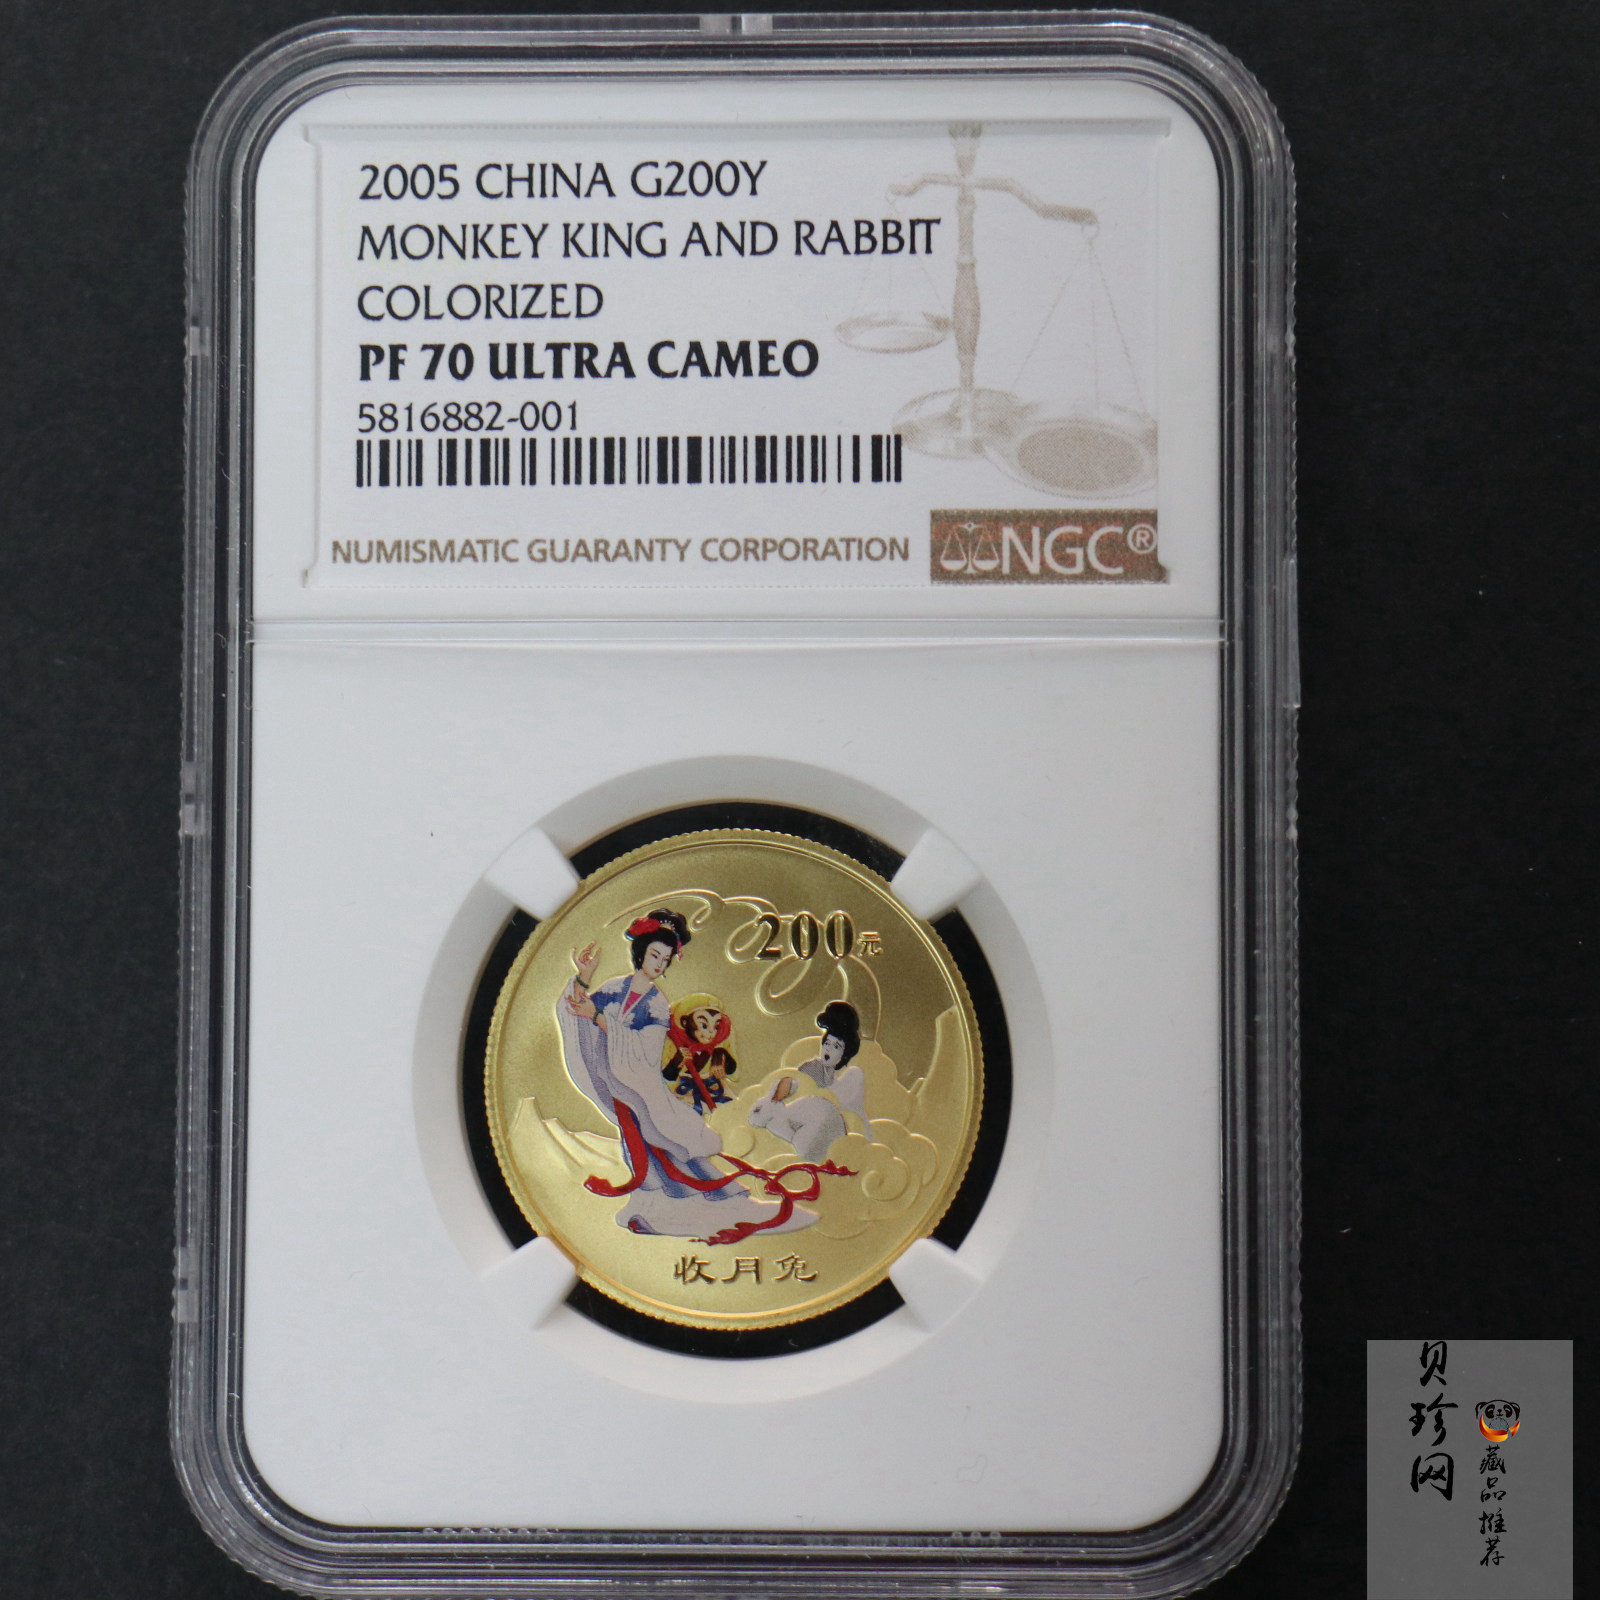 2005 CHINA G200Y
MONKEY KING AND RABBIT
COLORIZED
PF 70 ULTRA CAMEO
5816882-001
NUMISMATIC GUARANTY CORPORATION
NGC®
200元
收月兔
贝珍网
藏品推荐